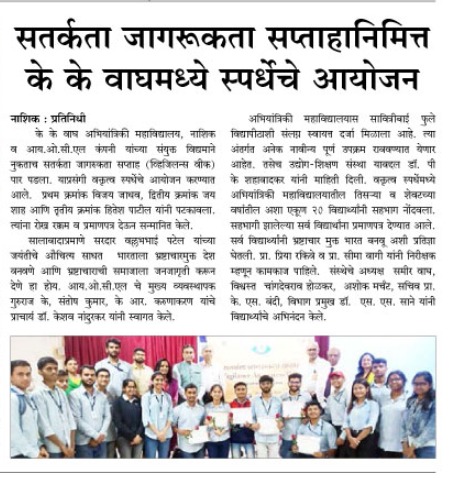 सतर्कता जागरूकता सप्ताहानिमित्त
के के वाघमध्ये स्पर्धेचे आयोजन
नाशिक : प्रतिनिधी
के के वाघ अभियांत्रिकी महाविद्यालय, नाशिक
व आय.ओ.सी.एल कंपनी यांच्या संयुक्त विद्यमाने
नुकताच सतर्कता जागरुकता सप्ताह (व्हिजिलन्स वीक)
पार पडला. याप्रसंगी वक्तृत्व स्पर्धेचे आयोजन करण्यात
आले. प्रथम क्रमांक विजय जाधव, द्वितीय क्रमांक जय
शाह आणि तृतीय क्रमांक हितेश पाटील यांनी पटकावला.
त्यांना रोख रक्कम व प्रमाणपत्र देऊन सन्मानित केले.
सालाबादाप्रमाणे सरदार वल्लभभाई पटेल यांच्या
जयंतीचे औचित्य साधत भारताला भ्रष्टाचारमुक्त देश
बनवणे आणि भ्रष्टाचाराची समाजाला जनजागृती करून
देणे हा होय. आय.ओ.सी.एल चे मुख्य व्यवस्थापक
गुरुराज के, संतोष कुमार, के आर. करुणाकरण यांचे
प्राचार्य डॉ. केशव नांदुरकर यांनी स्वागत केले.
अभियांत्रिकी महाविद्यालयास सावित्रीबाई फुले
विद्यापीठाशी संलग्न स्वायत्त दर्जा मिळाला आहे. त्या
अंतर्गत अनेक नावीन्य पूर्ण उपक्रम राबवण्यात येणार
आहेत. तसेच उद्योग-शिक्षण संस्था याबद्दल डॉ. पी
के शहाबादकर यांनी माहिती दिली. वक्तृत्व स्पर्धेमध्ये
अभियांत्रिकी महाविद्यालयातील तिसऱ्या व शेवटच्या
वर्षातील अशा एकूण २० विद्यार्थ्यांनी सहभाग नोंदवला.
सहभागी झालेल्या सर्व विद्यार्थ्यांना प्रमाणपत्र देण्यात आले.
सर्व विद्यार्थ्यांनी भ्रष्टाचार मुक्त भारत बनवू अशी प्रतिज्ञा
घेतली. प्रा. प्रिया रकिबे व प्रा. सीमा वागी यांनी निरीक्षक
म्हणून कामकाज पाहिले. संस्थेचे अध्यक्ष समीर वाघ,
विश्वस्त चांगदेवराव होळकर, अशोक मर्चंट, सचिव प्रा.
के. एस. बंदी, विभाग प्रमुख डॉ. एस. एस. साने यांनी
विद्यार्थ्यांचे अभिनंदन केले.